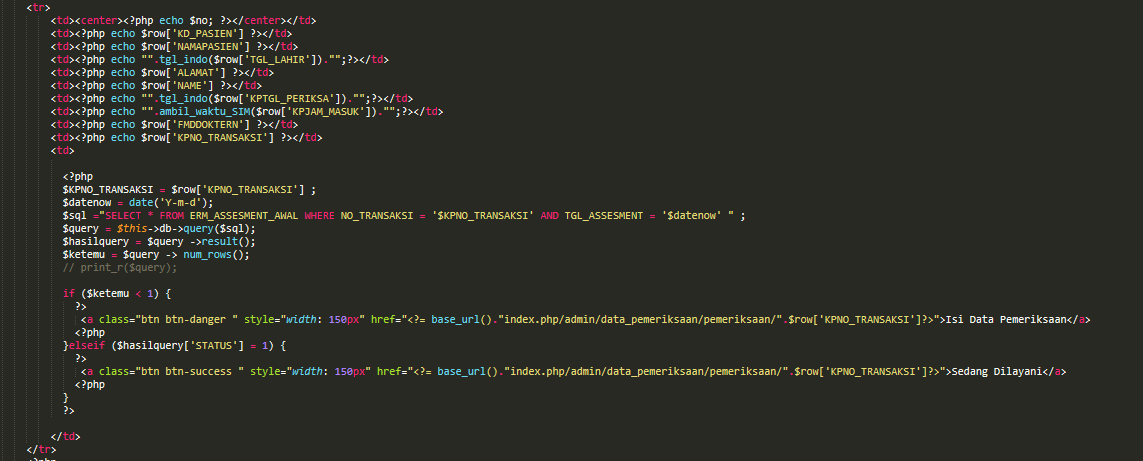 <tr>
<td><center><?php echo $no; ?></center></td>
<td><?php echo $row['KD_PASIEN'] ?></td>
<td><?php echo $row['NAMAPASIEN'] ?></td>
<td><?php echo "".tgl_indo($row['TGL_LAHIR'])."";?></td>
<td><?php echo $row['ALAMAT'] ?></td>
<td><?php echo $row['NAME'] ?></td>
<td><?php echo "".tgl_indo($row['KPTGL_PERIKSA'])."";?></td>
<td><?php echo "".ambil_waktu_SIM($row['KPJAM_MASUK'])."";?></td>
<td><?php echo $row['FMDDOKTERN'] ?></td>
<td><?php echo $row['KPNO_TRANSAKSI'] ?></td>
<td>
<?php
$KPNO_TRANSAKSI = $row['KPNO_TRANSAKSI'] ;
$datenow = date('Y-m-d');
$sql ="SELECT * FROM ERM_ASSESMENT_AWAL WHERE NO_TRANSAKSI = '$KPNO_TRANSAKSI' AND TGL_ASSESMENT = '$datenow' " ;
$query = $this->db->query($sql);
$hasilquery = $query ->result();
$ketemu = $query -> num_rows();
// print_r($query);
if ($ketemu < 1) {
?>
<a class="btn btn-danger " style="width: 150px" href="<?= base_url()."index.php/admin/data_pemeriksaan/pemeriksaan/".$row['KPNO_TRANSAKSI']?>">Isi Data Pemeriksaan</a>
<?php
}elseif ($hasilquery['STATUS'] = 1) {
?>
<a class="btn btn-success " style="width: 150px" href="<?= base_url()."index.php/admin/data_pemeriksaan/pemeriksaan/".$row['KPNO_TRANSAKSI']?>">Sedang Dilayani</a>
<?php
}
?>
</td>
</tr>
<?php